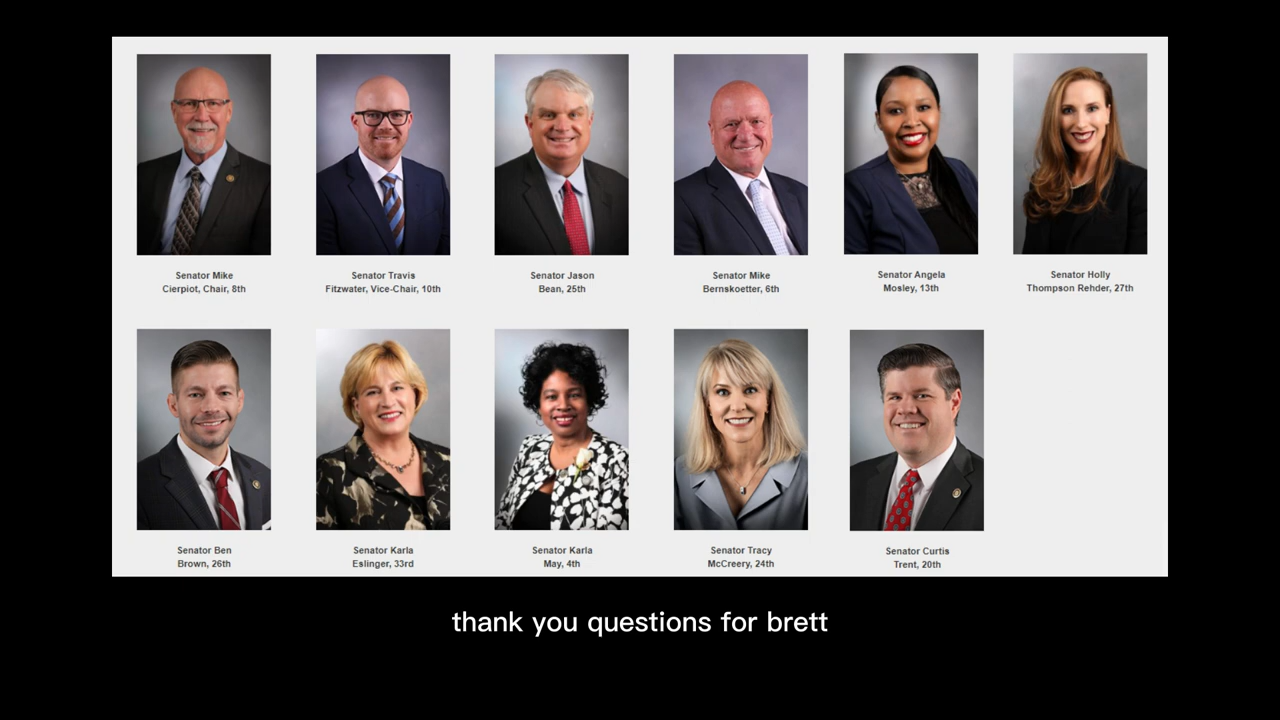 Senator Mike
Cierpiot, Chair, 8th
Senator Travis
Fitzwater, Vice-Chair, 10th
Senator Jason
Bean, 25th
Senator Mike
Bernskoetter, 6th
Senator Angela
Mosley, 13th
Senator Holly
Thompson Rehder, 27th
Senator Ben
Brown, 26th
Senator Karla
Eslinger, 33rd
Senator Karla
May, 4th
Senator Tracy
McCreery, 24th
Senator Curtis
Trent, 20th
thank you questions for brett